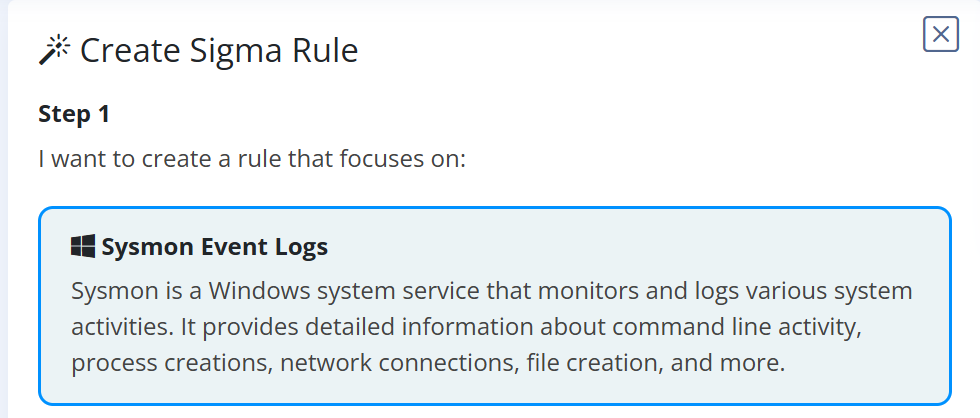 Create Sigma Rule
Step 1
I want to create a rule that focuses on:
Sysmon Event Logs
Sysmon is a Windows system service that monitors and logs various system
activities. It provides detailed information about command line activity,
process creations, network connections, file creation, and more.